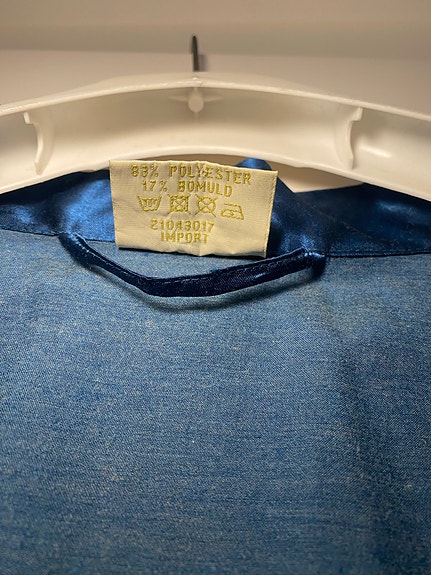 83% POLYESTER
17% BOMULD
21043017
IMPORT